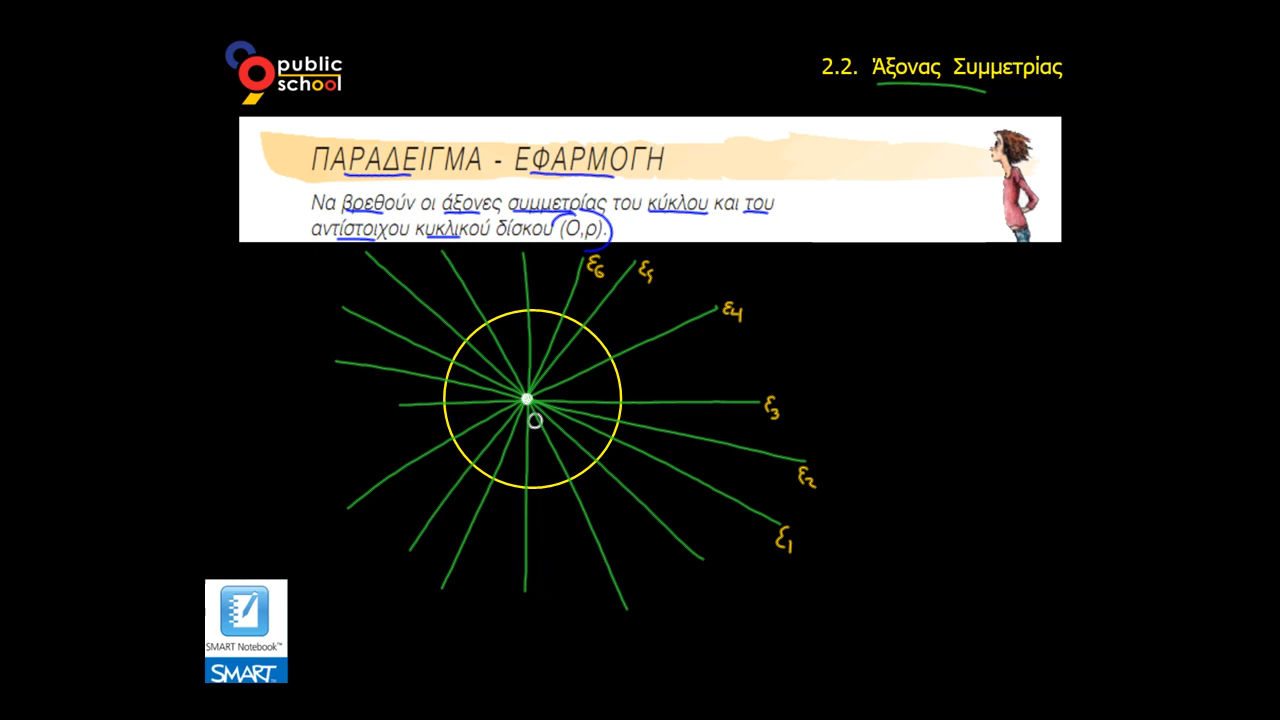 public
school
2.2. Άξονας Συμμετρίας
ΠΑΡΑΔΕΙΓΜΑ - ΕΦΑΡΜΟΓΗ
Να βρεθούν οι άξονες συμμετρίας του κύκλου και του
αντίστοιχου κυκλικού δίσκου (Ο,ρ).
ε6
ε5
ε4
ε3
Ο
ε2
ε1
SMART Notebook™
SMART